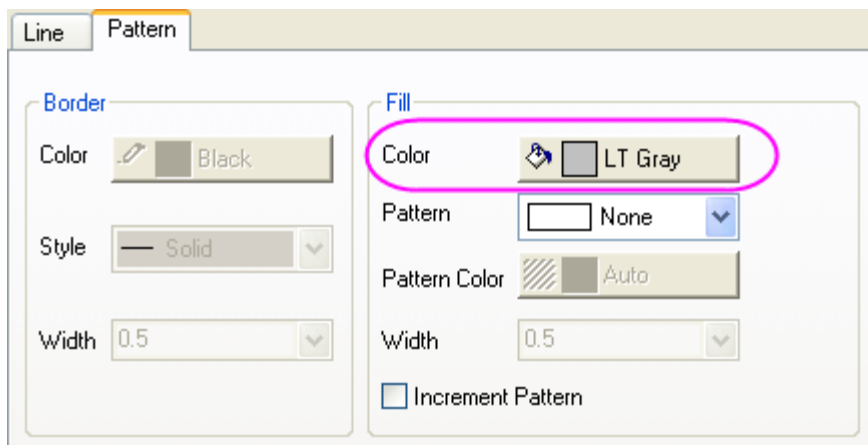 Line Pattern
Border
Color Black
Style Solid
Width 0.5
Fill
Color LT Gray
Pattern None
Pattern Color Auto
Width 0.5
Increment Pattern